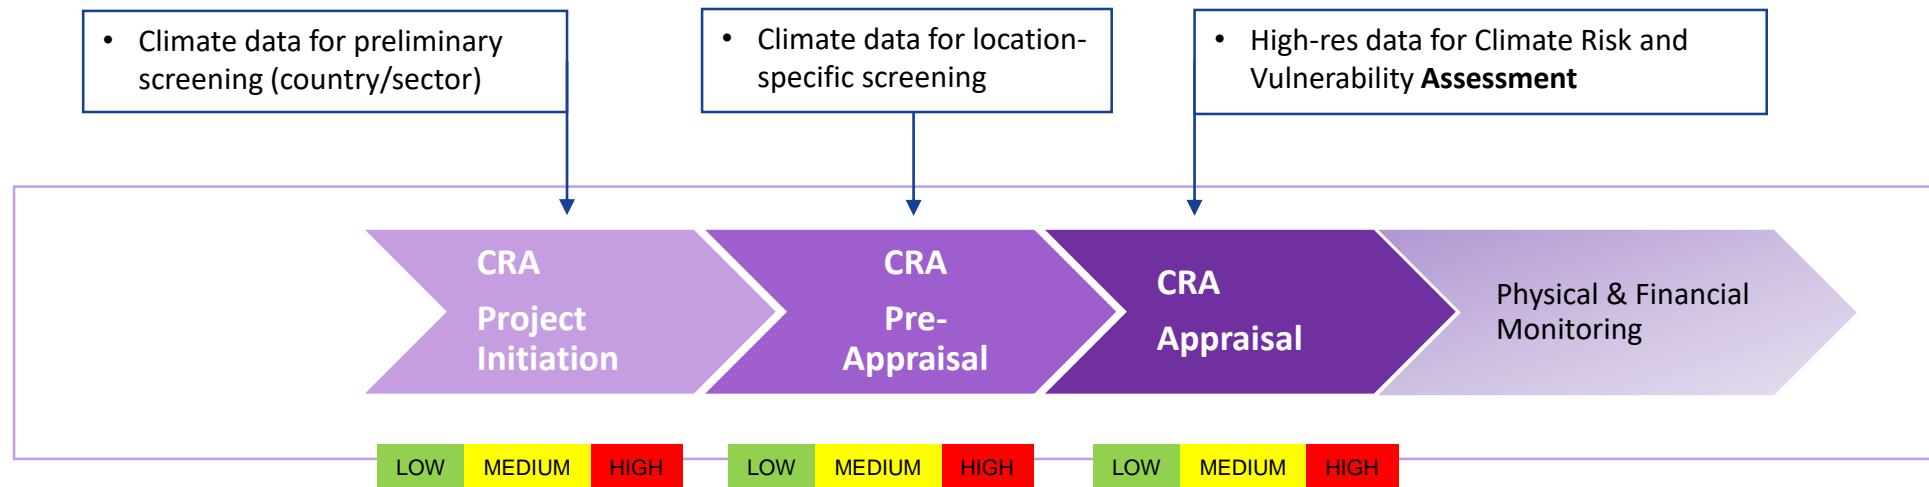 • Climate data for preliminary
screening (country/sector)
• Climate data for location-
specific screening
• High-res data for Climate Risk and
Vulnerability Assessment
CRA
Project
Initiation
CRA
Pre-
Appraisal
CRA
Appraisal
Physical & Financial
Monitoring
LOW MEDIUM HIGH
LOW MEDIUM HIGH
LOW MEDIUM HIGH